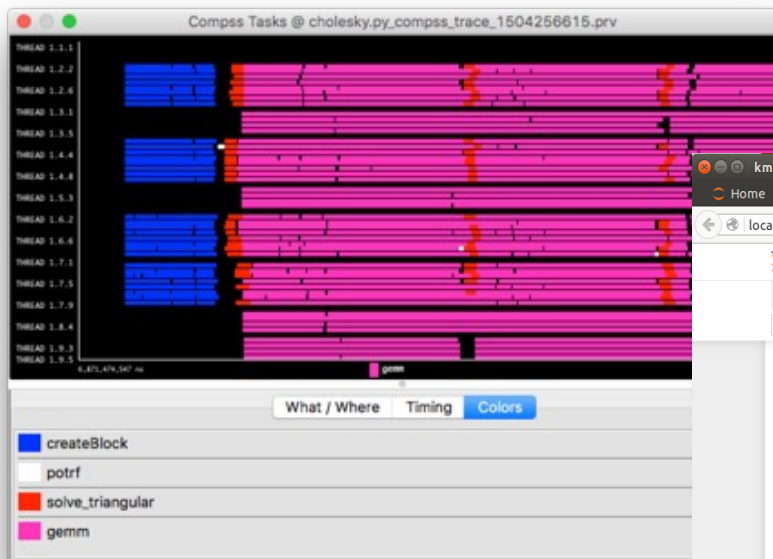 Compss Tasks @ cholesky.py_compss_trace_1504256615.prv
THREAD 1.1.1
THREAD 1.2.2
THREAD 1.2.6
THREAD 1.3.1
THREAD 1.3.5
THREAD 1.4.4
THREAD 1.4.8
THREAD 1.5.3
THREAD 1.6.2
THREAD 1.6.6
THREAD 1.7.1
THREAD 1.7.5
THREAD 1.7.9
THREAD 1.8.4
THREAD 1.9.3
THREAD 1.9.5
6,871,474,547 ns
gemm
What / Where
Timing
Colors
createBlock
potrf
solve_triangular
gemm
km
Home
loca